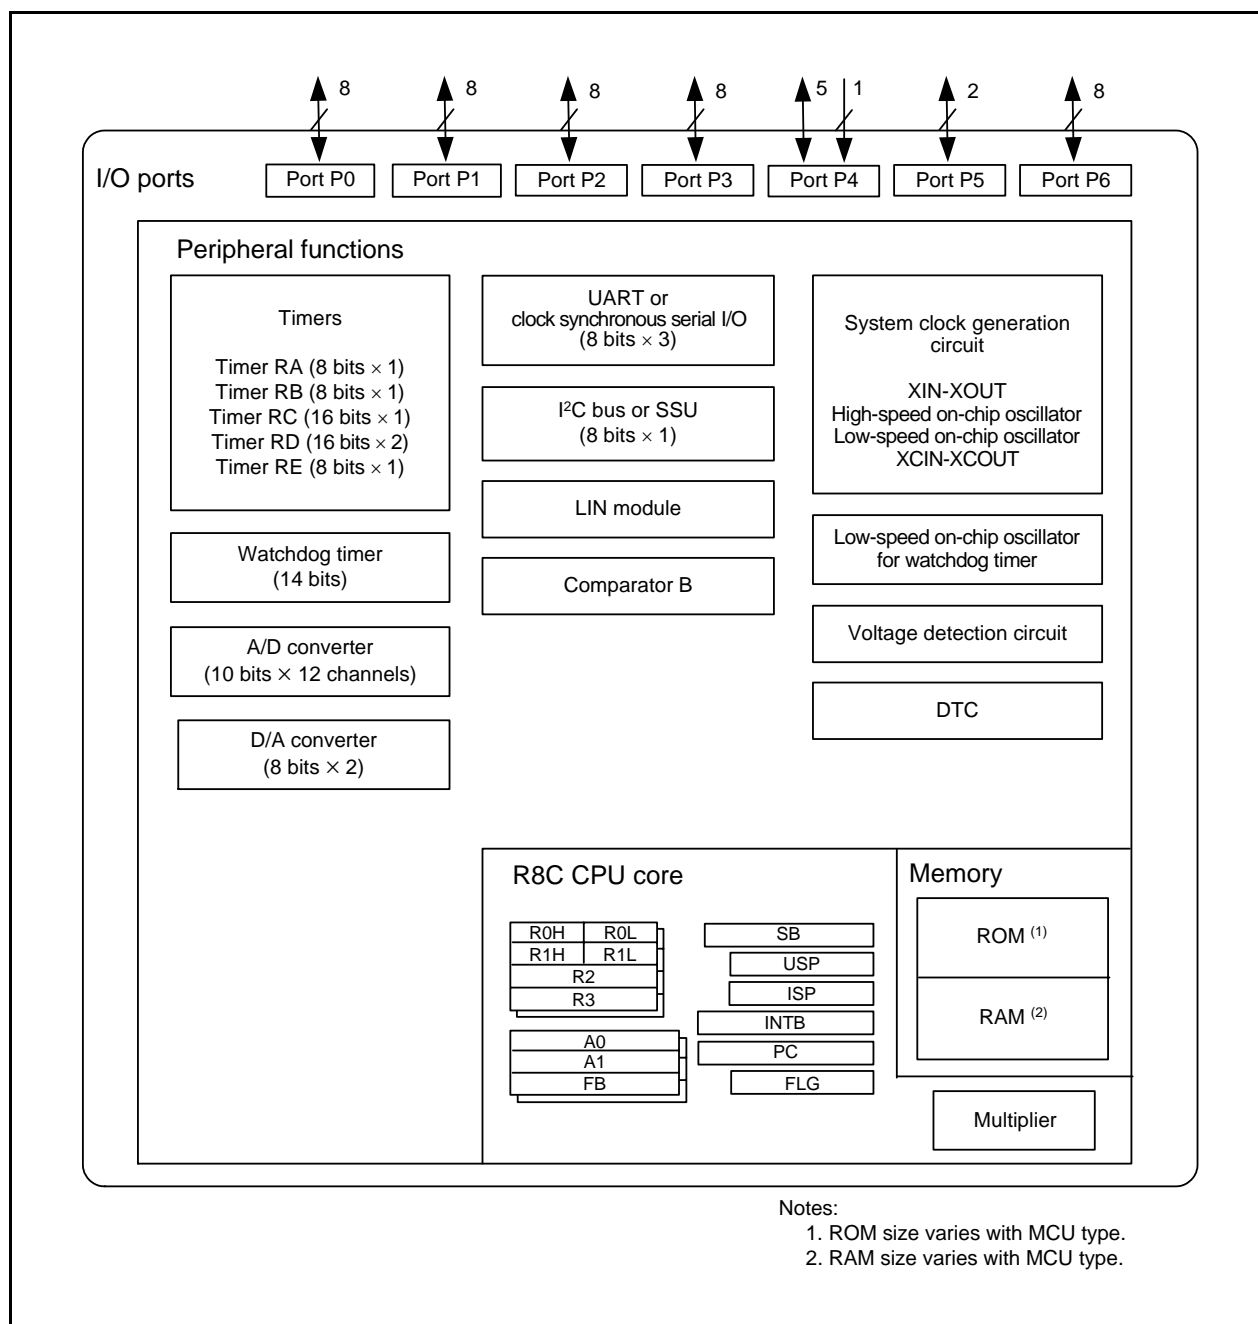 8 8 8 8 5 1 2 8
I/O ports
Port P0 Port P1 Port P2 Port P3 Port P4 Port P5 Port P6
Peripheral functions
Timers
Timer RA (8 bits × 1)
Timer RB (8 bits × 1)
Timer RC (16 bits × 1)
Timer RD (16 bits × 2)
Timer RE (8 bits × 1)
Watchdog timer
(14 bits)
A/D converter
(10 bits × 12 channels)
D/A converter
(8 bits × 2)
UART or
clock synchronous serial I/O
(8 bits × 3)
I²C bus or SSU
(8 bits × 1)
LIN module
Comparator B
System clock generation
circuit
XIN-XOUT
High-speed on-chip oscillator
Low-speed on-chip oscillator
XCIN-XCOUT
Low-speed on-chip oscillator
for watchdog timer
Voltage detection circuit
DTC
R8C CPU core
R0H R0L
R1H R1L
R2
R3
A0
A1
FB
SB
USP
ISP
INTB
PC
FLG
Memory
ROM (1)
RAM (2)
Multiplier
Notes:
1. ROM size varies with MCU type.
2. RAM size varies with MCU type.